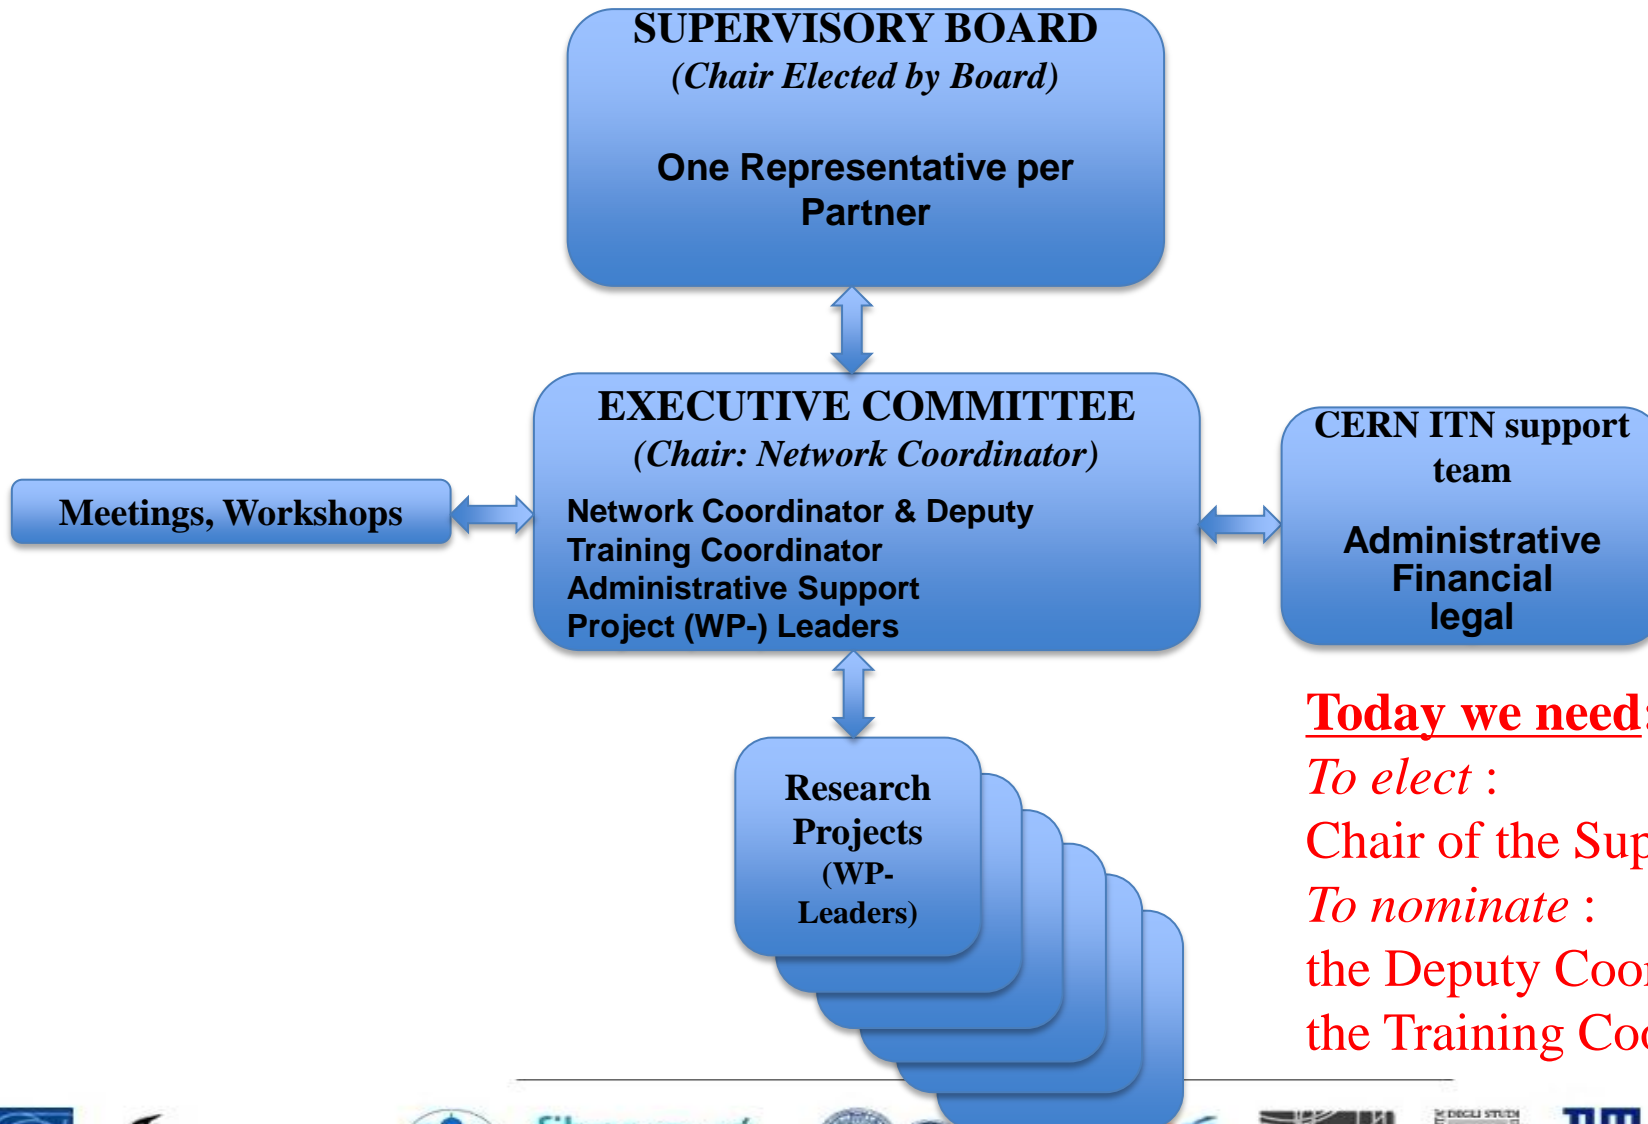 SUPERVISORY BOARD
(Chair Elected by Board)
One Representative per
Partner
EXECUTIVE COMMITTEE
(Chair: Network Coordinator)
Network Coordinator & Deputy
Training Coordinator
Administrative Support
Project (WP-) Leaders
Meetings, Workshops
CERN ITN support
team
Administrative
Financial
legal
Research
Projects
(WP-
Leaders)
Today we need:
To elect :
Chair of the Sup
To nominate :
the Deputy Coor
the Training Coo